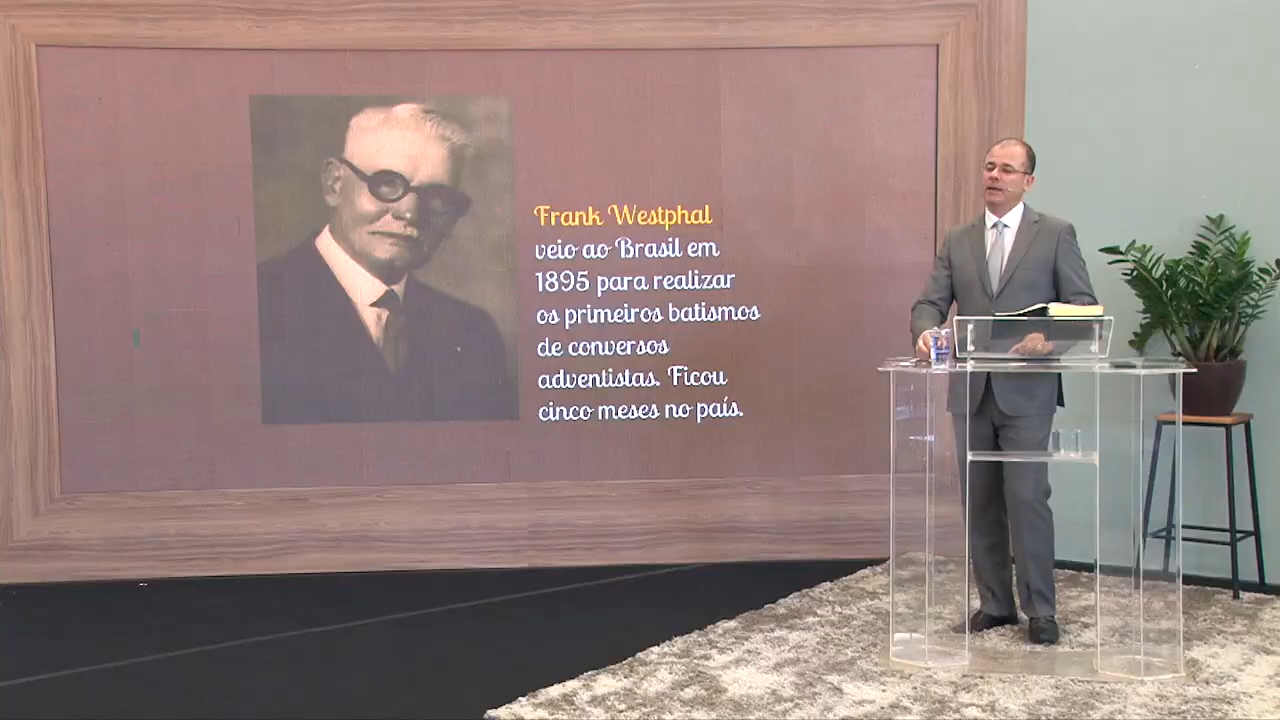 Frank Westphal
veio ao Brasil em
1895 para realizar
os primeiros batismos
de conversos
adventistas. Ficou
cinco meses no país.